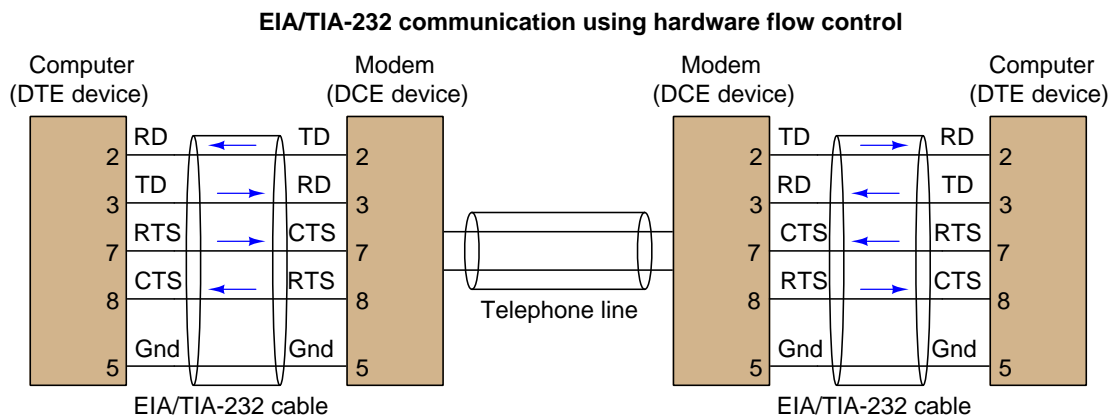 EIA/TIA-232 communication using hardware flow control
Computer
(DTE device)
Modem
(DCE device)
Modem
(DCE device)
Computer
(DTE device)
2 RD TD 2
3 TD RD 3
7 RTS CTS 7
8 CTS RTS 8
5 Gnd Gnd 5
EIA/TIA-232 cable
Telephone line
2 TD RD 2
3 RD TD 3
7 CTS RTS 7
8 RTS CTS 8
5 Gnd Gnd 5
EIA/TIA-232 cable